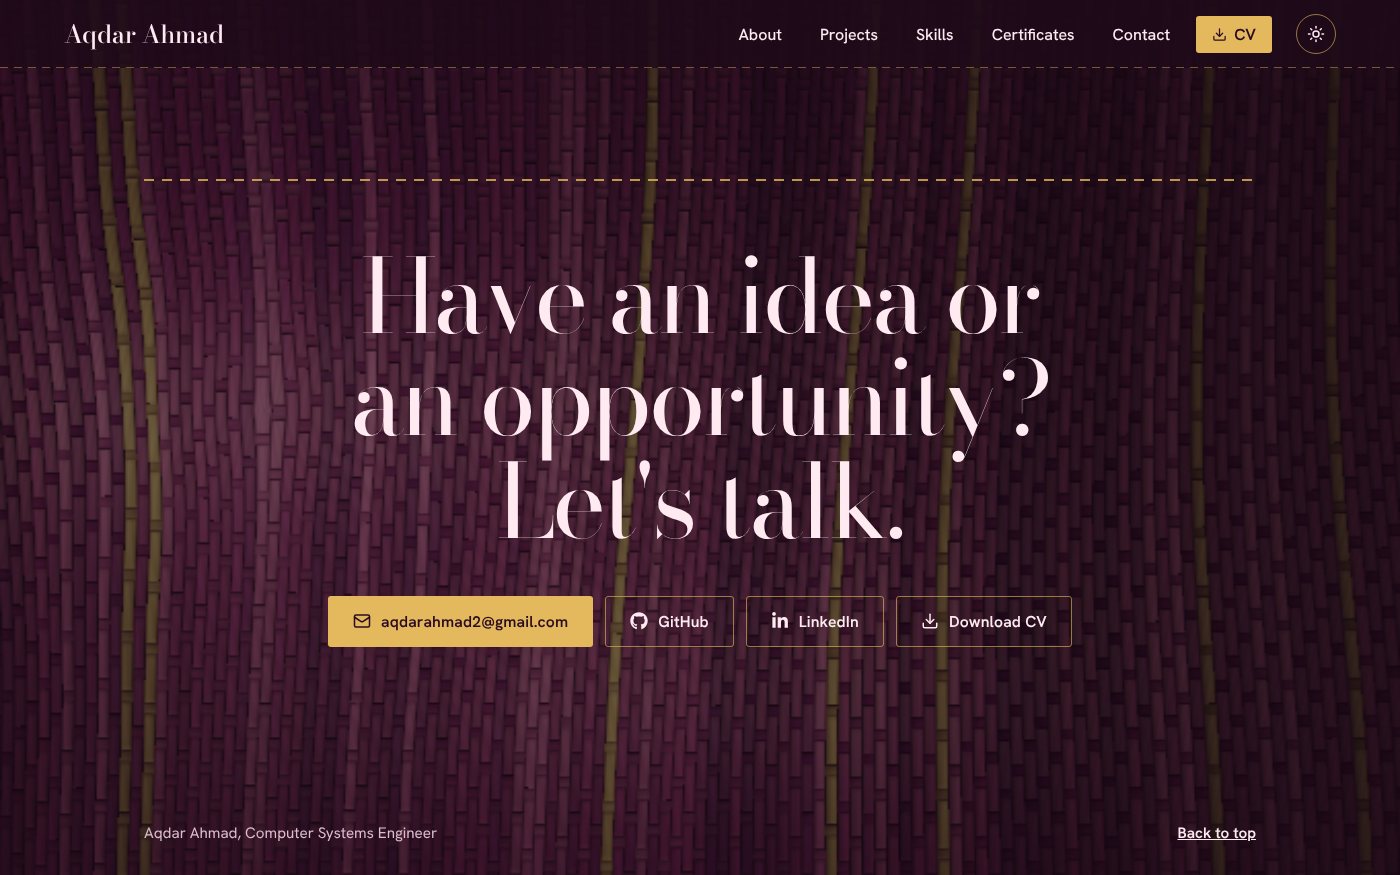 Aqdar Ahmad
About Projects Skills Certificates Contact CV
Have an idea or
an opportunity?
Let's talk.
aqdarahmad2@gmail.com GitHub LinkedIn Download CV
Aqdar Ahmad, Computer Systems Engineer
Back to top